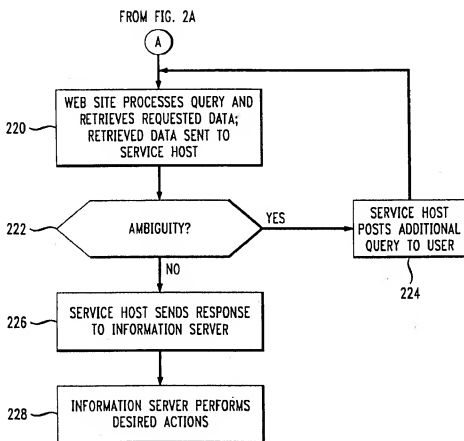 FROM FIG. 2A
A
220
WEB SITE PROCESSES QUERY AND
RETRIEVES REQUESTED DATA;
RETRIEVED DATA SENT TO
SERVICE HOST
222
AMBIGUITY?
YES
SERVICE HOST
POSTS ADDITIONAL
QUERY TO USER
224
NO
226
SERVICE HOST SENDS RESPONSE
TO INFORMATION SERVER
228
INFORMATION SERVER PERFORMS
DESIRED ACTIONS